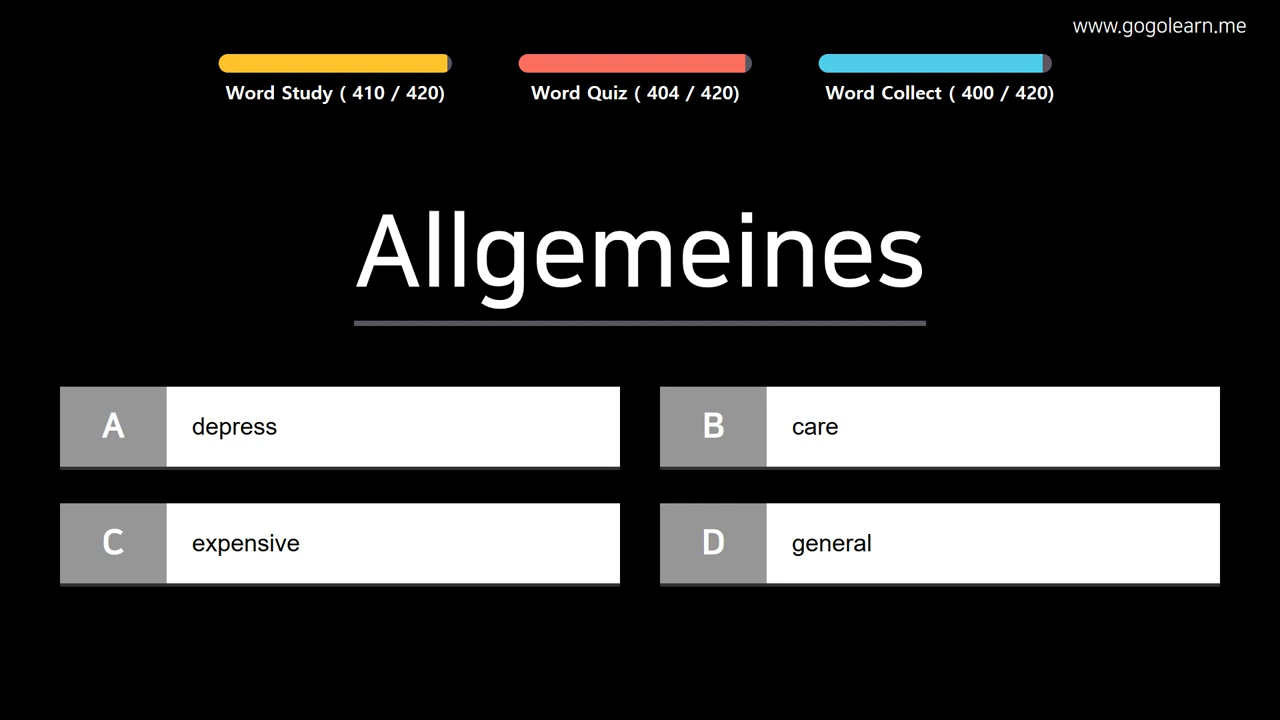 www.gogolearn.me
Word Study ( 410 / 420)
Word Quiz ( 404 / 420)
Word Collect ( 400 / 420)
Allgemeines
A depress
B care
C expensive
D general